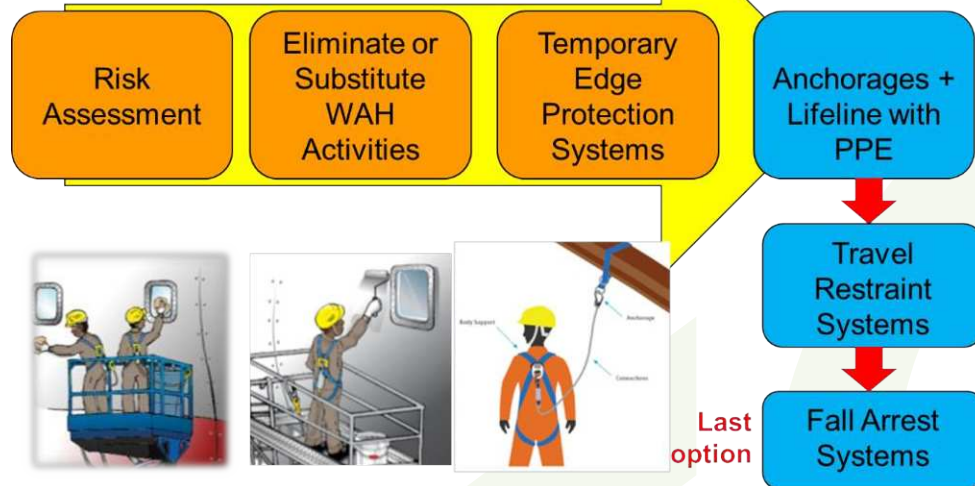 Risk
Assessment
Eliminate or
Substitute
WAH
Activities
Temporary
Edge
Protection
Systems
Anchorages +
Lifeline with
PPE
Travel
Restraint
Systems
Last
option
Fall Arrest
Systems
Body Support
Anchorage
Connectors